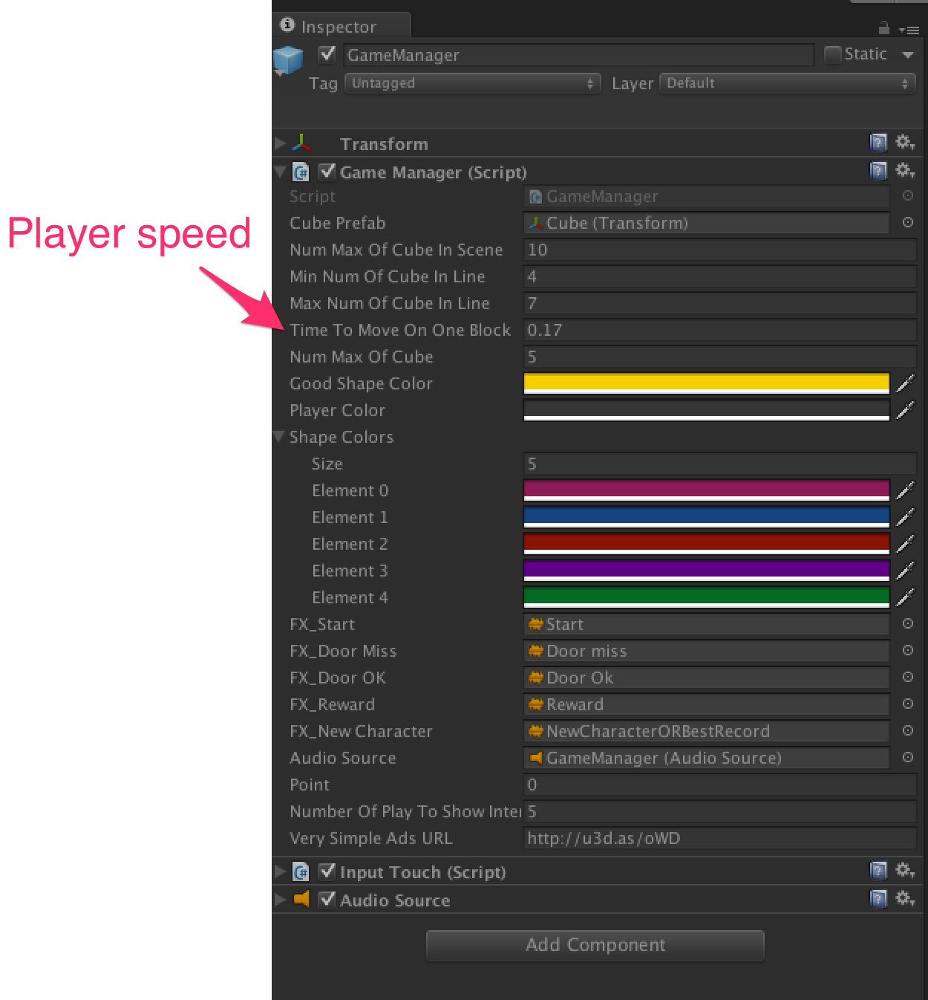 Inspector
GameManager Static
Tag Untagged Layer Default
Transform
Game Manager (Script)
Script GameManager
Cube Prefab Cube (Transform)
Player speed
Num Max Of Cube In Scene 10
Min Num Of Cube In Line 4
Max Num Of Cube In Line 7
Time To Move On One Block 0.17
Num Max Of Cube 5
Good Shape Color
Player Color
Shape Colors
Size 5
Element 0
Element 1
Element 2
Element 3
Element 4
FX_Start Start
FX_Door Miss Door miss
FX_Door OK Door Ok
FX_Reward Reward
FX_New Character NewCharacterORBestRecord
Audio Source GameManager (Audio Source)
Point 0
Number Of Play To Show Inter 5
Very Simple Ads URL http://u3d.as/oWD
Input Touch (Script)
Audio Source
Add Component